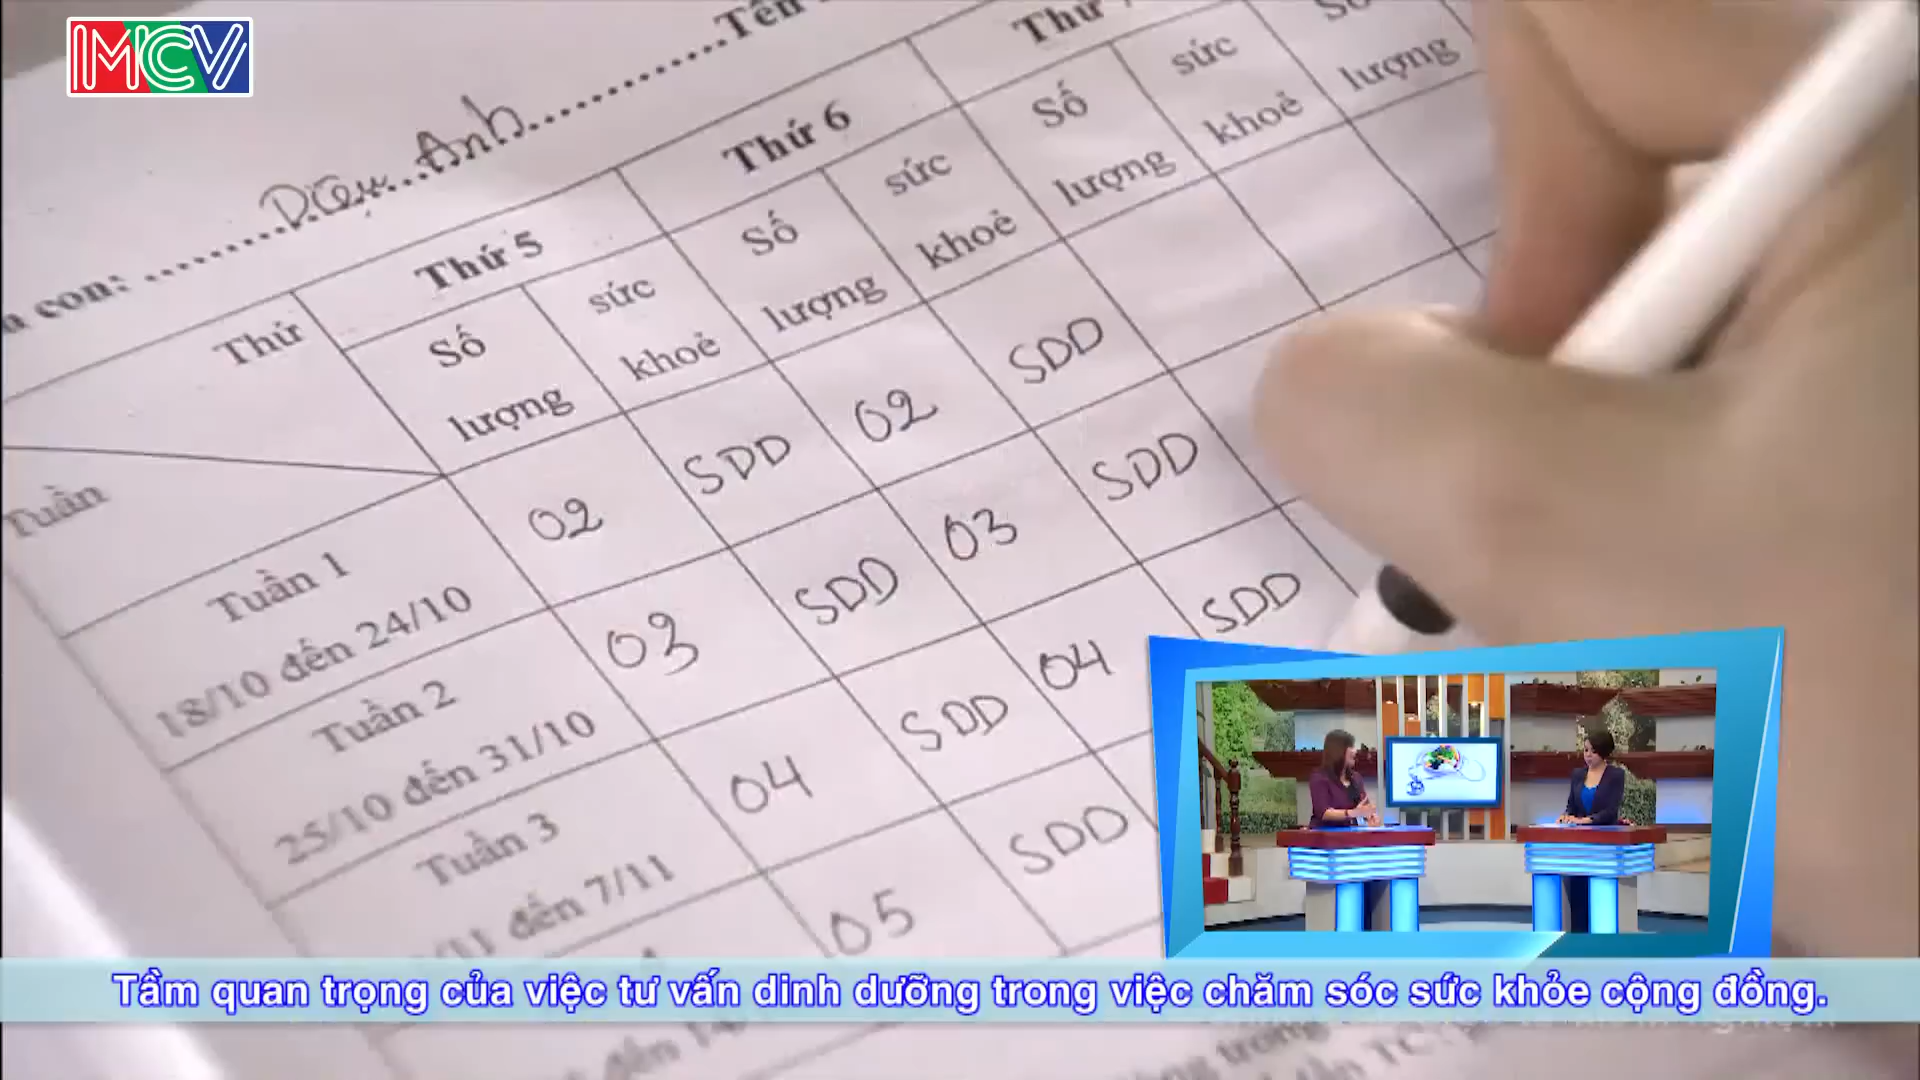 MCV
Tên
Diệu Anh
con:
Thứ
Thứ 5
Thứ 6
Thứ
Số lượng
sức khoẻ
Số lượng
sức khoẻ
Số lượng
sức khoẻ
Số lượng
Tuần
Tuần 1
18/10 đến 24/10
02
SDD
02
SDD
Tuần 2
25/10 đến 31/10
03
SDD
03
SDD
Tuần 3
/11 đến 7/11
04
SDD
04
SDD
05
SDD
Tầm quan trọng của việc tư vấn dinh dưỡng trong việc chăm sóc sức khỏe cộng đồng.